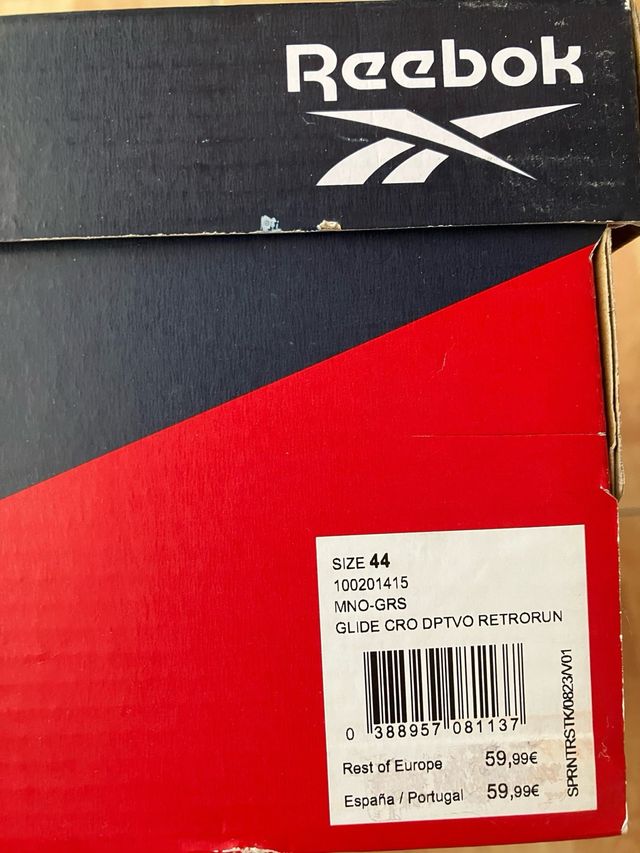 Reebok
SIZE 44
100201415
MNO-GRS
GLIDE CRO DPTVO RETRORUN
0 388957 081137
Rest of Europe 59,99€
España / Portugal 59,99€
SPRNTRSTK/0823/V01